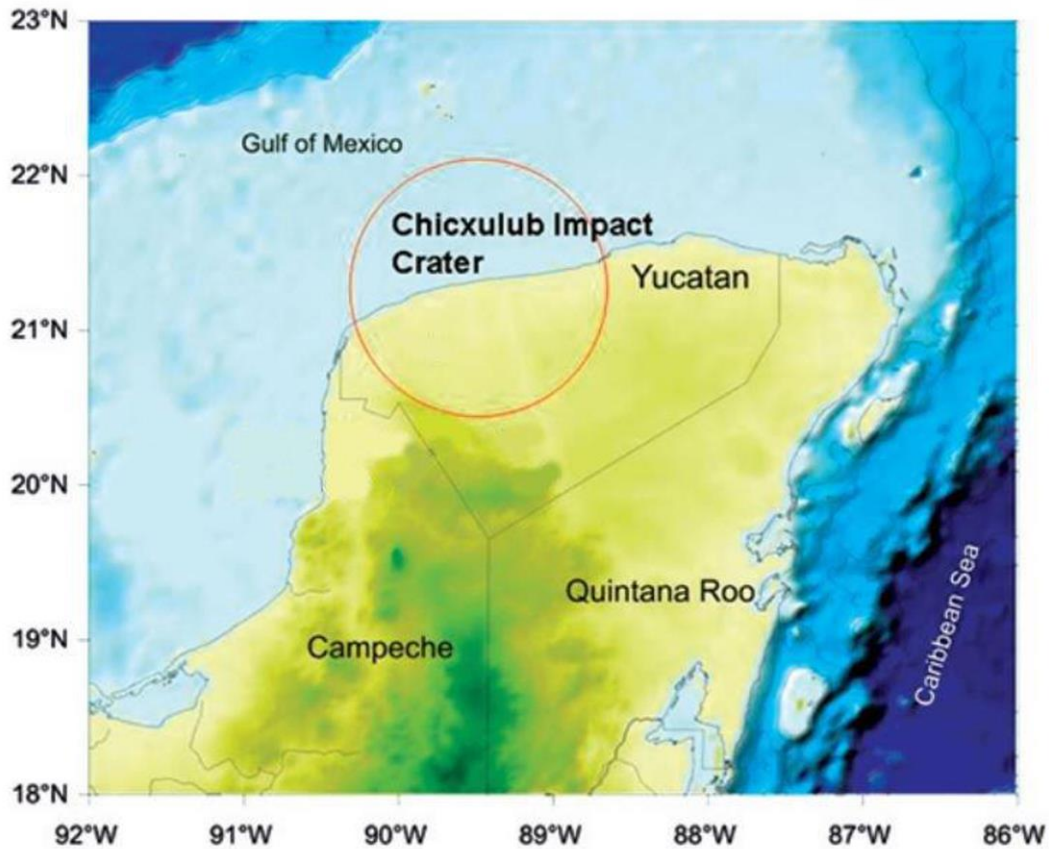 23°N
Gulf of Mexico
22°N
Chicxulub Impact
Crater
Yucatan
21°N
20°N
Quintana Roo
Caribbean Sea
19°N
Campeche
18°N
92°W 91°W 90°W 89°W 88°W 87°W 86°W